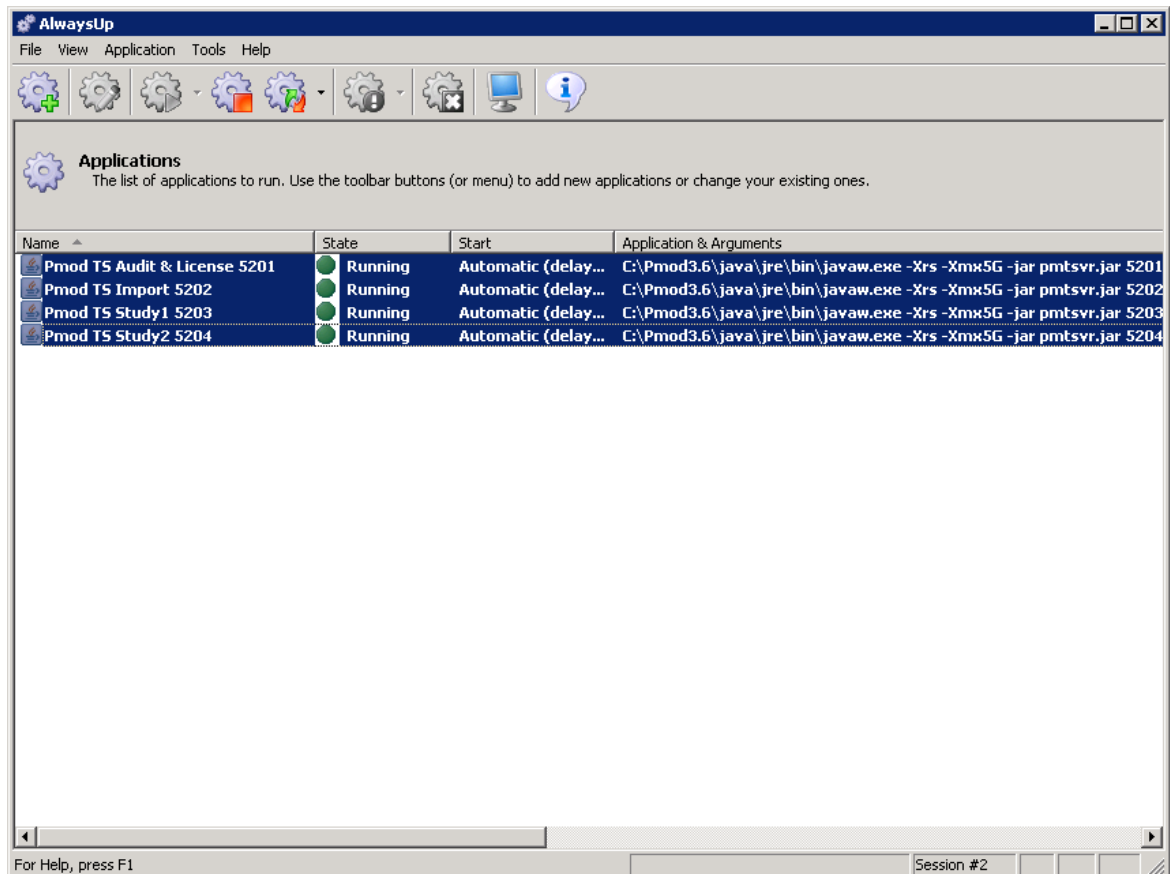 AlwaysUp
File View Application Tools Help
Applications
The list of applications to run. Use the toolbar buttons (or menu) to add new applications or change your existing ones.
Name State Start Application & Arguments
Pmod TS Audit & License 5201 Running Automatic (delay... C:\Pmod3.6\java\jre\bin\javaw.exe -Xrs -Xmx5G -jar pmtsvr.jar 5201
Pmod TS Import 5202 Running Automatic (delay... C:\Pmod3.6\java\jre\bin\javaw.exe -Xrs -Xmx5G -jar pmtsvr.jar 5202
Pmod TS Study1 5203 Running Automatic (delay... C:\Pmod3.6\java\jre\bin\javaw.exe -Xrs -Xmx5G -jar pmtsvr.jar 5203
Pmod TS Study2 5204 Running Automatic (delay... C:\Pmod3.6\java\jre\bin\javaw.exe -Xrs -Xmx5G -jar pmtsvr.jar 5204
For Help, press F1 Session #2